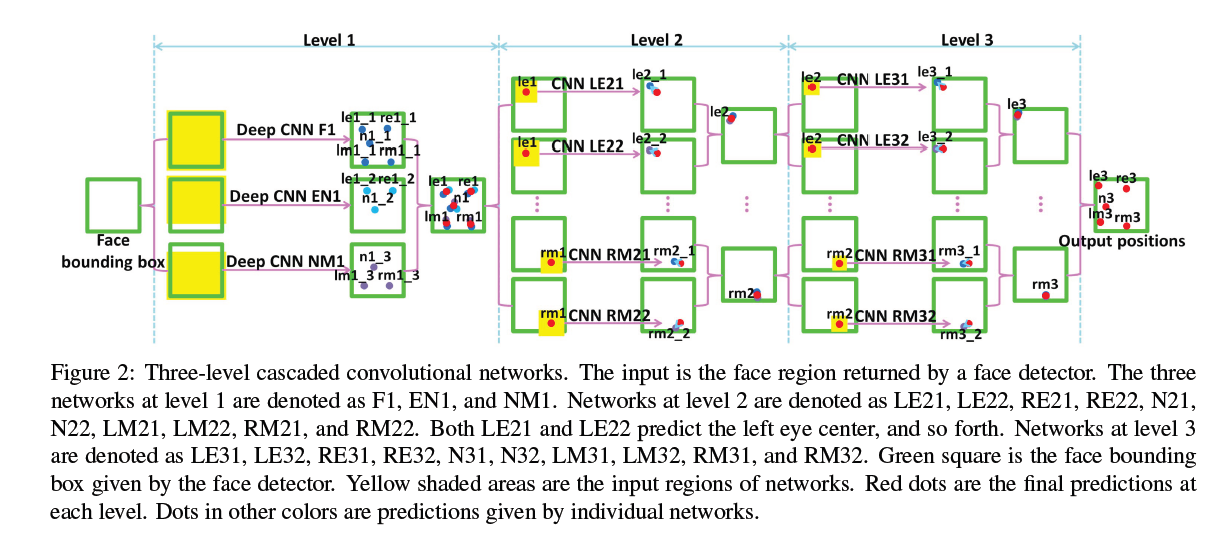 Level 1 Level 2 Level 3
le1 CNN LE21 le2_1 le2 CNN LE31 le3_1
le2 le3
le1_1 re1_1
Deep CNN F1
n1_1
lm1_1 rm1_1
le1 CNN LE22 le2_2 le2 CNN LE32 le3_2
le1_2 re1_2
Deep CNN EN1
n1_2
le1 re1
n1
lm1 rm1
le3 re3
n3
lm3 rm3
Face
bounding box
Output positions
Deep CNN NM1
n1_3
lm1_3 rm1_3
rm1 CNN RM21 rm2_1 rm2 CNN RM31 rm3_1
rm2 rm3
rm1 CNN RM22 rm2_2 rm2 CNN RM32 rm3_2
Figure 2: Three-level cascaded convolutional networks. The input is the face region returned by a face detector. The three
networks at level 1 are denoted as F1, EN1, and NM1. Networks at level 2 are denoted as LE21, LE22, RE21, RE22, N21,
N22, LM21, LM22, RM21, and RM22. Both LE21 and LE22 predict the left eye center, and so forth. Networks at level 3
are denoted as LE31, LE32, RE31, RE32, N31, N32, LM31, LM32, RM31, and RM32. Green square is the face bounding
box given by the face detector. Yellow shaded areas are the input regions of networks. Red dots are the final predictions at
each level. Dots in other colors are predictions given by individual networks.